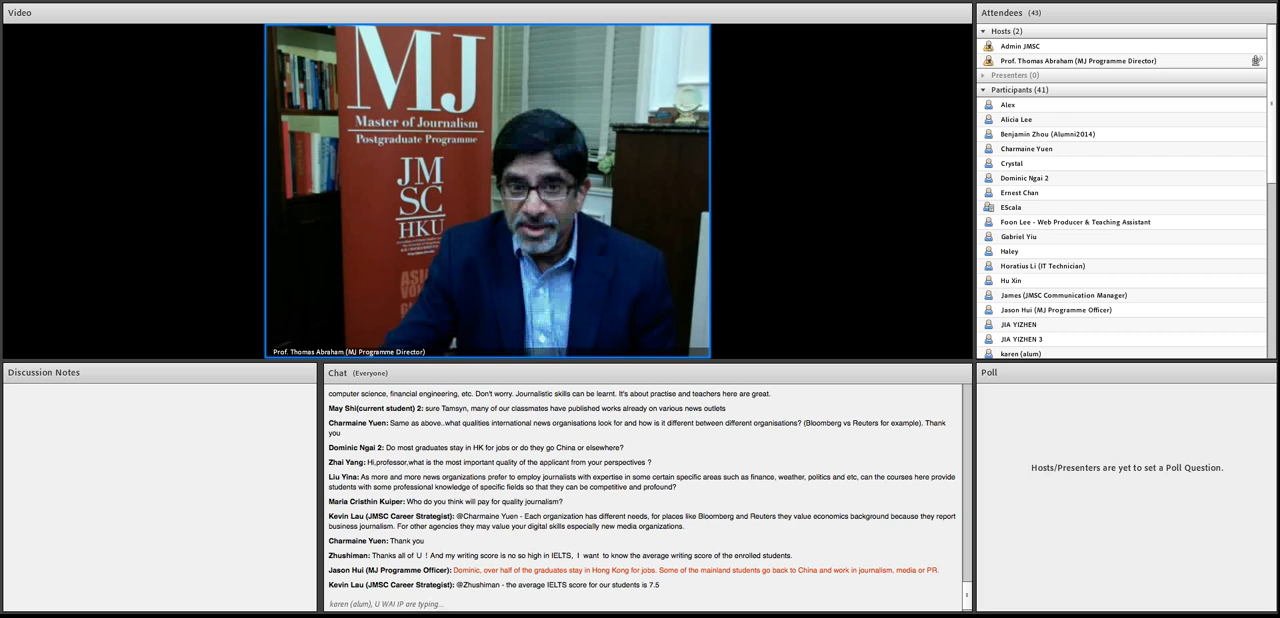 Video
MJ
Master of Journalism
Postgraduate Programme
JM
SC
HKU
Prof. Thomas Abraham (MJ Programme Director)
Attendees (43)
Hosts (2)
Admin JMSC
Prof. Thomas Abraham (MJ Programme Director)
Presenters (0)
Participants (41)
Alex
Alicia Lee
Benjamin Zhou (Alumni2014)
Charmaine Yuen
Crystal
Dominic Ngai 2
Ernest Chan
EScala
Foon Lee - Web Producer & Teaching Assistant
Gabriel Yiu
Haley
Horatius Li (IT Technician)
Hu Xin
James (JMSC Communication Manager)
Jason Hui (MJ Programme Officer)
JIA YIZHEN
JIA YIZHEN 3
karen (alum)
Discussion Notes
Chat (Everyone)
computer science, financial engineering, etc. Don't worry. Journalistic skills can be learnt. It's about practise and teachers here are great.
May Shi(current student) 2: sure Tamsyn, many of our classmates have published works already on various news outlets
Charmaine Yuen: Same as above..what qualities international news organisations look for and how is it different between different organisations? (Bloomberg vs Reuters for example). Thank
you
Dominic Ngai 2: Do most graduates stay in HK for jobs or do they go China or elsewhere?
Zhai Yang: Hi,professor,what is the most important quality of the applicant from your perspectives ?
Liu Yina: As more and more news organizations prefer to employ journalists with expertise in some certain specific areas such as finance, weather, politics and etc, can the courses here provide
students with some professional knowledge of specific fields so that they can be competitive and profound?
Maria Cristhin Kuiper: Who do you think will pay for quality journalism?
Kevin Lau (JMSC Career Strategist): @Charmaine Yuen - Each organization has different needs, for places like Bloomberg and Reuters they value economics background because they report
business journalism. For other agencies they may value your digital skills especially new media organizations.
Charmaine Yuen: Thank you
Zhushiman: Thanks all of Ｕ！And my writing score is no so high in IELTS, Ｉ want to know the average writing score of the enrolled students.
Jason Hui (MJ Programme Officer): Dominic, over half of the graduates stay in Hong Kong for jobs. Some of the mainland students go back to China and work in journalism, media or PR.
Kevin Lau (JMSC Career Strategist): @Zhushiman - the average IELTS score for our students is 7.5
karen (alum), U WAI IP are typing...
Poll
Hosts/Presenters are yet to set a Poll Question.